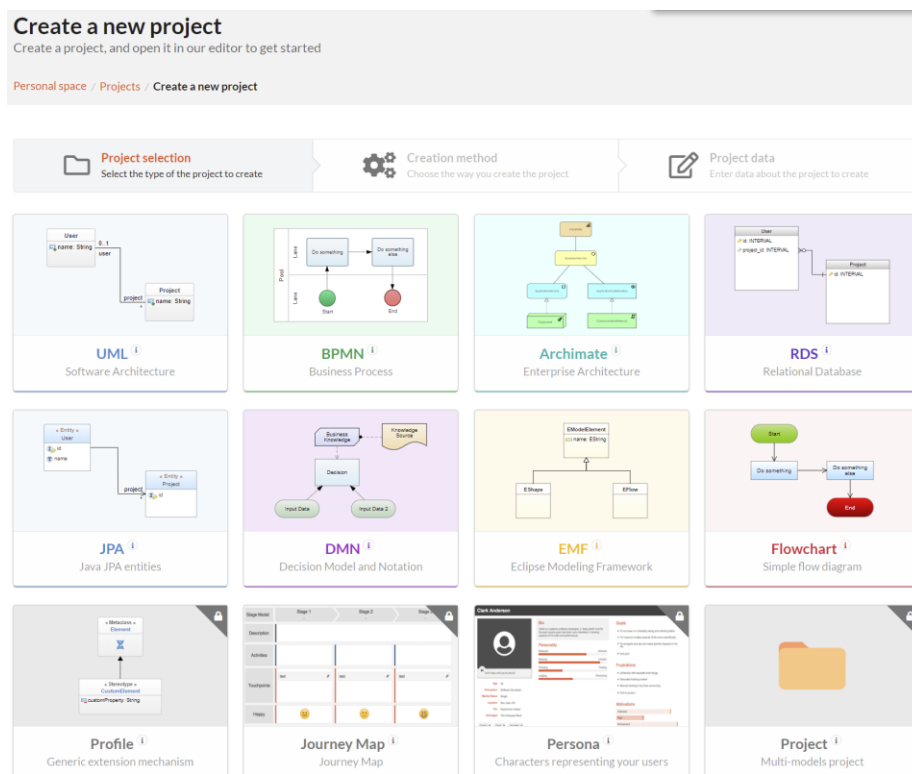 Create a new project
Create a project, and open it in our editor to get started
Personal space / Projects / Create a new project
Project selection
Select the type of the project to create
Creation method
Choose the way you create the project
Project data
Enter data about the project to create
User
name: String
0..1
user
project
*
Project
name: String
UML
Software Architecture
Pool
Lane
Do something
Do something
else
Lane
Start
End
BPMN
Business Process
Archimate
Enterprise Architecture
User
id: INTERVAL
project_id: INTERVAL
Project
id: INTERVAL
RDS
Relational Database
« Entity »
User
id
name
project
« Entity »
Project
id
JPA
Java JPA entities
Business
Knowledge
Knowledge
Source
Decision
Input Data
Input Data 2
DMN
Decision Model and Notation
EModelElement
name: EString
EShape
EFlow
EMF
Eclipse Modeling Framework
Start
Do something
Do something
else
End
Flowchart
Simple flow diagram
« Metaclass »
Element
« Stereotype »
CustomElement
customProperty: String
Profile
Generic extension mechanism
Stage Model
Stage 1
Stage 2
Description
Activities
Touchpoints
text
text
text
Happy
Journey Map
Journey Map
Clark Anderson
Bio
Personality
Goals
Frustrations
Motivations
Persona
Characters representing your users
Project
Multi-models project